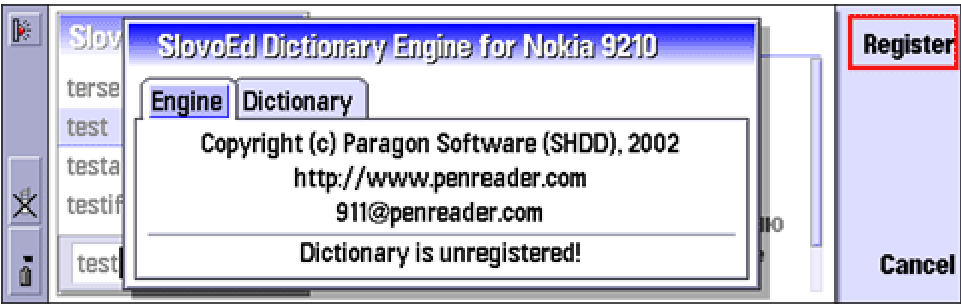 Slov
SlovoEd Dictionary Engine for Nokia 9210
Register
terse
Engine Dictionary
test
Copyright (c) Paragon Software (SHDD), 2002
testa
http://www.penreader.com
testif
911@penreader.com
ню
Dictionary is unregistered!
test
е
Cancel